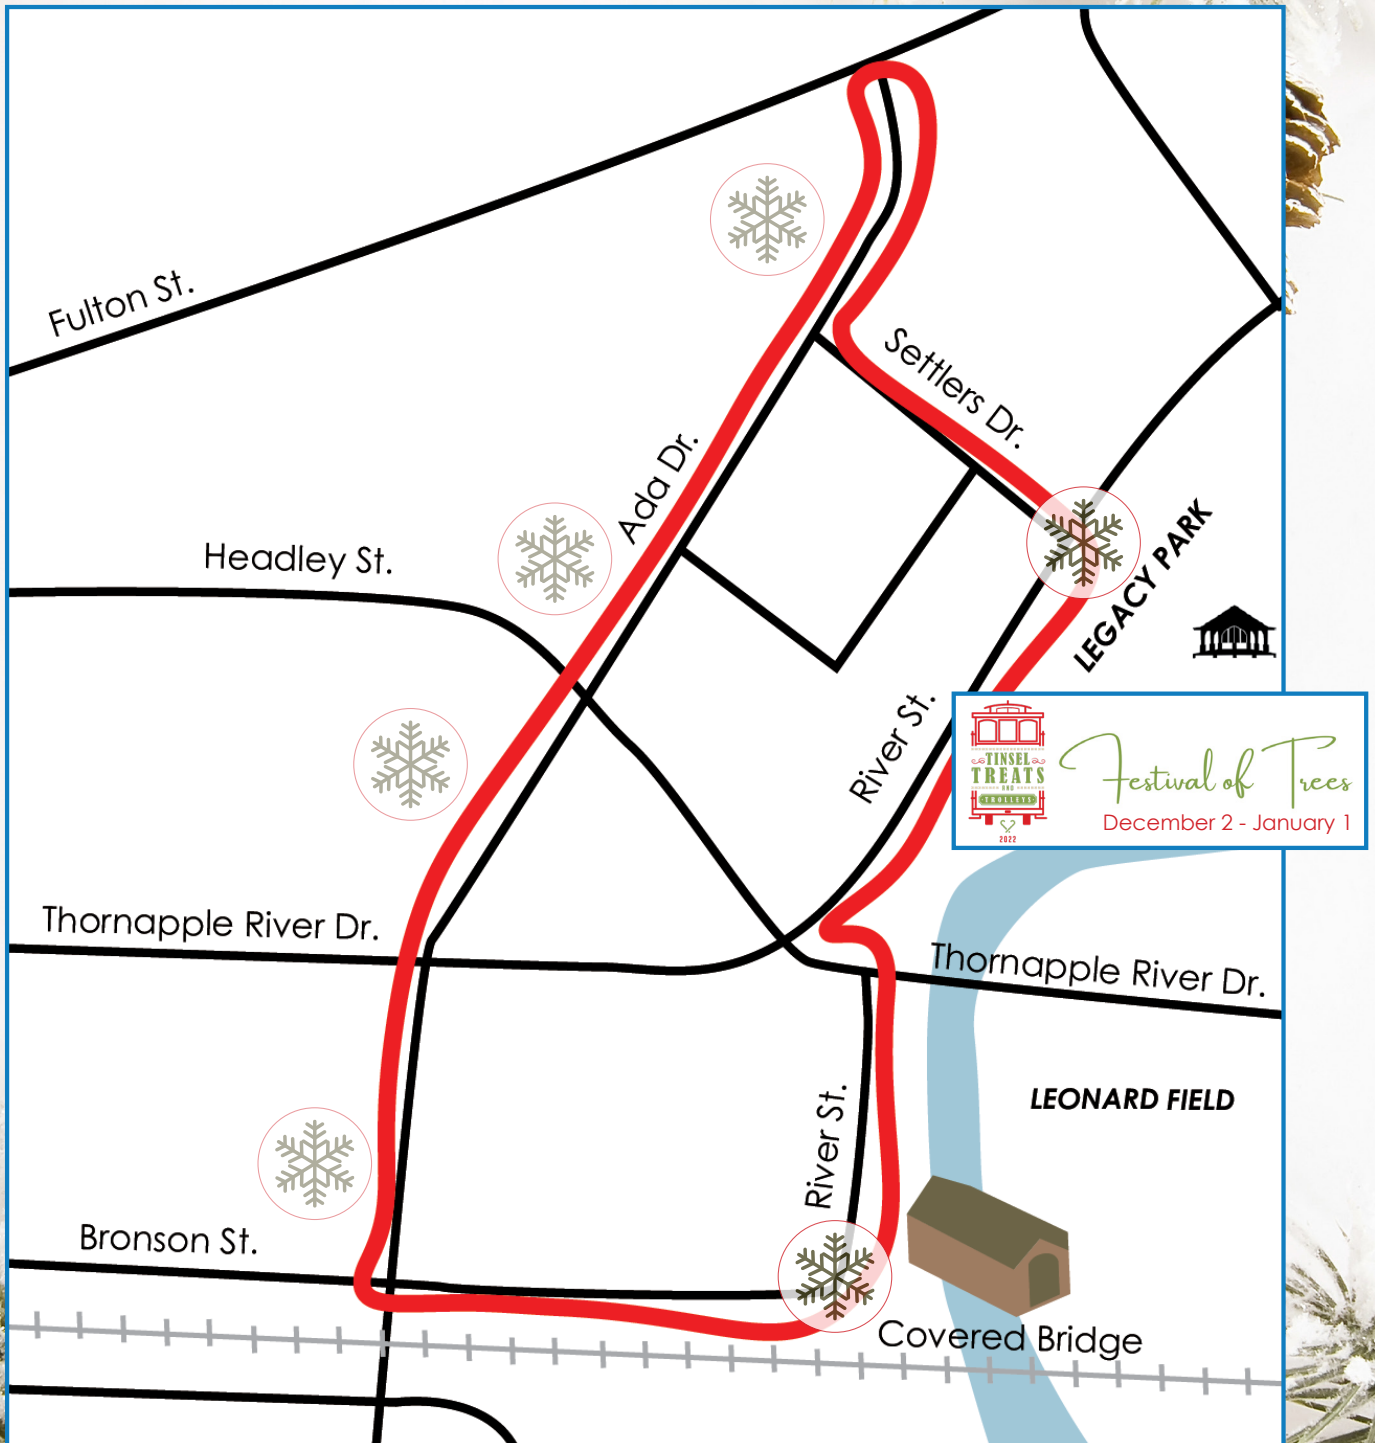 Fulton St.
Settlers Dr.
Ada Dr.
Headley St.
LEGACY PARK
River St.
TINSEL
TREATS
AND
TROLLEYS
2022
Festival of Trees
December 2 - January 1
Thornapple River Dr.
Thornapple River Dr.
LEONARD FIELD
River St.
Bronson St.
Covered Bridge